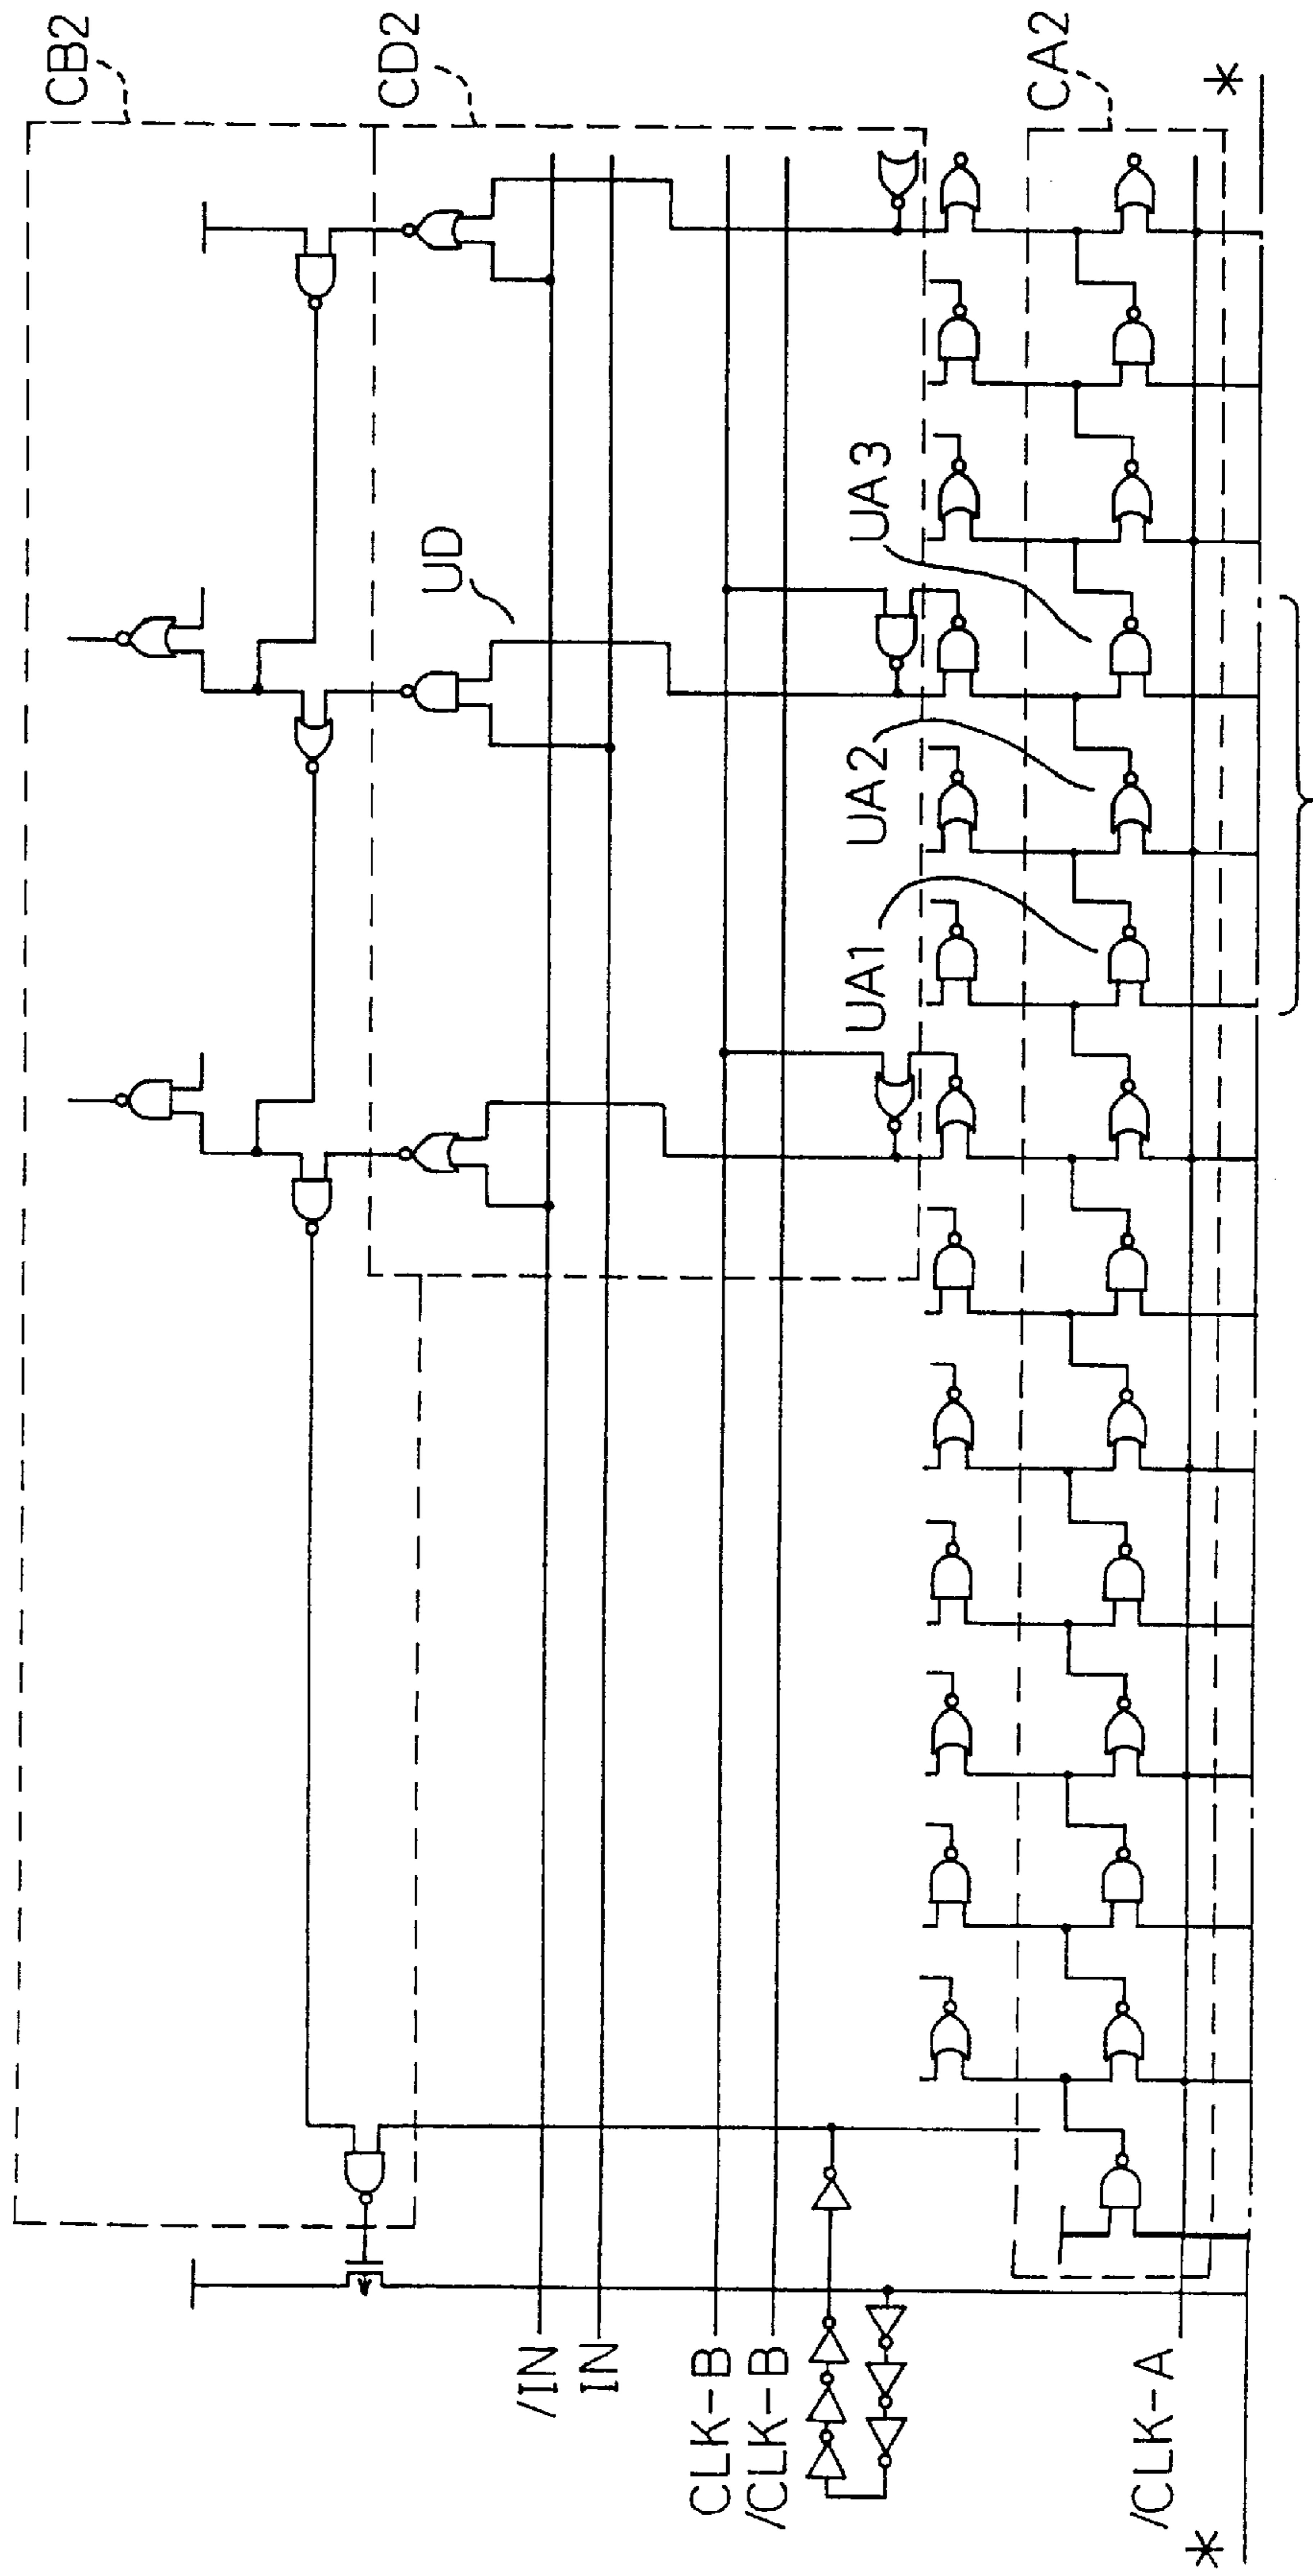 CB2
CD2
CA2
*
UD
UA3
UA2
UA1
/IN
IN
CLK-B
/CLK-B
/CLK-A
*